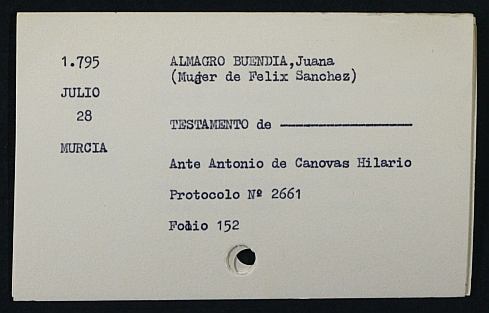 1.795
JULIO
28
MURCIA
ALMAGRO BUENDIA,Juana
(Mujer de Felix Sanchez)
TESTAMENTO de ————————
Ante Antonio de Canovas Hilario
Protocolo Nº 2661
Folio 152